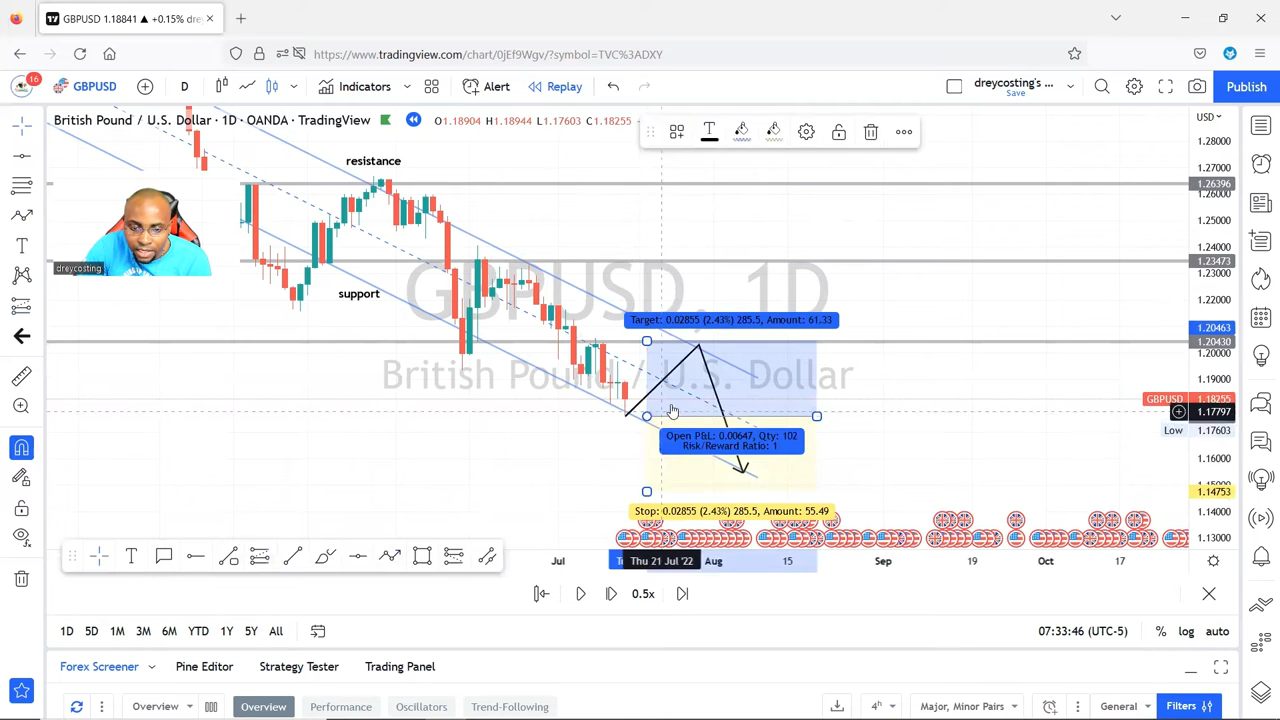 GBPUSD 1.18841 ▲ +0.15% dre
https://www.tradingview.com/chart/0jEf9Wqv/?symbol=TVC%3ADXY
16 GBPUSD D Indicators Alert Replay dreycosting's ... Save Publish
British Pound / U.S. Dollar · 1D · OANDA · TradingView O1.18904 H1.18944 L1.17603 C1.18255
USD
1.28000
resistance
1.27000
1.26396
1.26000
1.25000
1.24000
1.23473
1.23000
dreycosting
support
GBPUSD, 1D
British Pound / U.S. Dollar
1.22000
Target: 0.02855 (2.43%) 285.5, Amount: 61.33
1.20463
1.20430
1.20000
1.19000
GBPUSD 1.18255
1.17797
Low 1.17603
Open P&L: 0.00647, Qty: 102
Risk/Reward Ratio: 1
1.16000
1.14753
Stop: 0.02855 (2.43%) 285.5, Amount: 55.49
1.14000
1.13000
Jul Thu 21 Jul '22 Aug 15 Sep 19 Oct 17
0.5x
1D 5D 1M 3M 6M YTD 1Y 5Y All 07:33:46 (UTC-5) % log auto
Forex Screener Pine Editor Strategy Tester Trading Panel
Overview Overview Performance Oscillators Trend-Following 4h Major, Minor Pairs General Filters